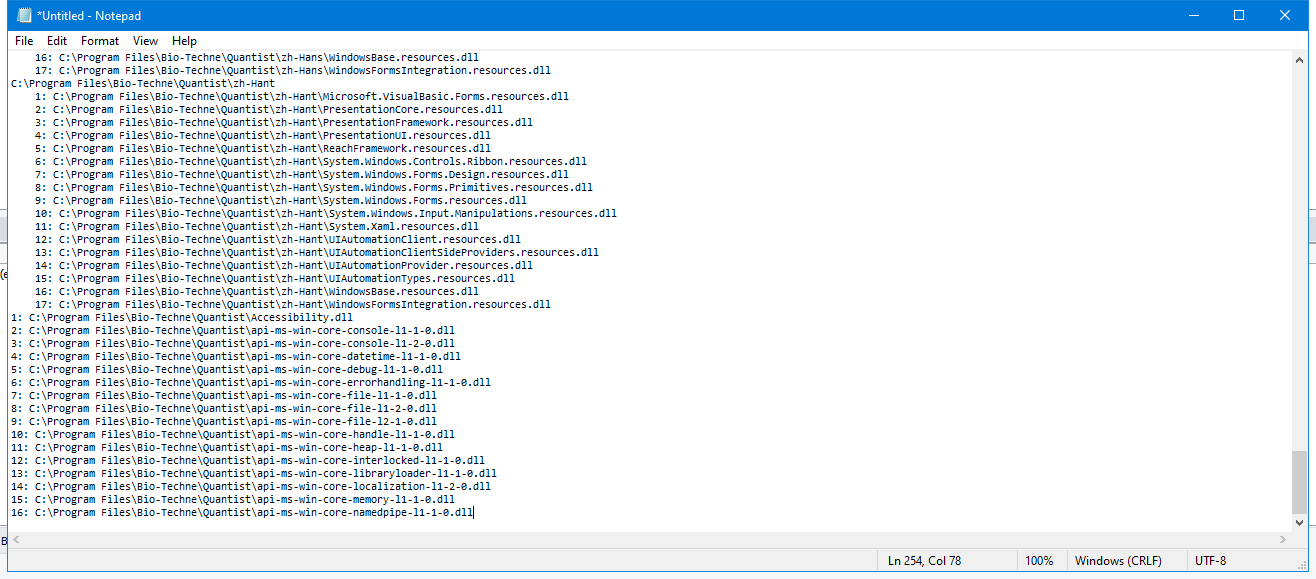 *Untitled - Notepad
File Edit Format View Help
16: C:\Program Files\Bio-Techne\Quantist\zh-Hans\WindowsBase.resources.dll
17: C:\Program Files\Bio-Techne\Quantist\zh-Hans\WindowsFormsIntegration.resources.dll
C:\Program Files\Bio-Techne\Quantist\zh-Hant
1: C:\Program Files\Bio-Techne\Quantist\zh-Hant\Microsoft.VisualBasic.Forms.resources.dll
2: C:\Program Files\Bio-Techne\Quantist\zh-Hant\PresentationCore.resources.dll
3: C:\Program Files\Bio-Techne\Quantist\zh-Hant\PresentationFramework.resources.dll
4: C:\Program Files\Bio-Techne\Quantist\zh-Hant\PresentationUI.resources.dll
5: C:\Program Files\Bio-Techne\Quantist\zh-Hant\ReachFramework.resources.dll
6: C:\Program Files\Bio-Techne\Quantist\zh-Hant\System.Windows.Controls.Ribbon.resources.dll
7: C:\Program Files\Bio-Techne\Quantist\zh-Hant\System.Windows.Forms.Design.resources.dll
8: C:\Program Files\Bio-Techne\Quantist\zh-Hant\System.Windows.Forms.Primitives.resources.dll
9: C:\Program Files\Bio-Techne\Quantist\zh-Hant\System.Windows.Forms.resources.dll
10: C:\Program Files\Bio-Techne\Quantist\zh-Hant\System.Windows.Input.Manipulations.resources.dll
11: C:\Program Files\Bio-Techne\Quantist\zh-Hant\System.Xaml.resources.dll
12: C:\Program Files\Bio-Techne\Quantist\zh-Hant\UIAutomationClient.resources.dll
13: C:\Program Files\Bio-Techne\Quantist\zh-Hant\UIAutomationClientSideProviders.resources.dll
14: C:\Program Files\Bio-Techne\Quantist\zh-Hant\UIAutomationProvider.resources.dll
15: C:\Program Files\Bio-Techne\Quantist\zh-Hant\UIAutomationTypes.resources.dll
16: C:\Program Files\Bio-Techne\Quantist\zh-Hant\WindowsBase.resources.dll
17: C:\Program Files\Bio-Techne\Quantist\zh-Hant\WindowsFormsIntegration.resources.dll
1: C:\Program Files\Bio-Techne\Quantist\Accessibility.dll
2: C:\Program Files\Bio-Techne\Quantist\api-ms-win-core-console-l1-1-0.dll
3: C:\Program Files\Bio-Techne\Quantist\api-ms-win-core-console-l1-2-0.dll
4: C:\Program Files\Bio-Techne\Quantist\api-ms-win-core-datetime-l1-1-0.dll
5: C:\Program Files\Bio-Techne\Quantist\api-ms-win-core-debug-l1-1-0.dll
6: C:\Program Files\Bio-Techne\Quantist\api-ms-win-core-errorhandling-l1-1-0.dll
7: C:\Program Files\Bio-Techne\Quantist\api-ms-win-core-file-l1-1-0.dll
8: C:\Program Files\Bio-Techne\Quantist\api-ms-win-core-file-l1-2-0.dll
9: C:\Program Files\Bio-Techne\Quantist\api-ms-win-core-file-l2-1-0.dll
10: C:\Program Files\Bio-Techne\Quantist\api-ms-win-core-handle-l1-1-0.dll
11: C:\Program Files\Bio-Techne\Quantist\api-ms-win-core-heap-l1-1-0.dll
12: C:\Program Files\Bio-Techne\Quantist\api-ms-win-core-interlocked-l1-1-0.dll
13: C:\Program Files\Bio-Techne\Quantist\api-ms-win-core-libraryloader-l1-1-0.dll
14: C:\Program Files\Bio-Techne\Quantist\api-ms-win-core-localization-l1-2-0.dll
15: C:\Program Files\Bio-Techne\Quantist\api-ms-win-core-memory-l1-1-0.dll
16: C:\Program Files\Bio-Techne\Quantist\api-ms-win-core-namedpipe-l1-1-0.dll
Ln 254, Col 78 100% Windows (CRLF) UTF-8